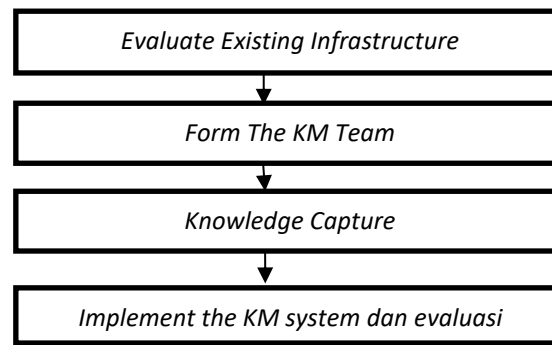 Evaluate Existing Infrastructure
Form The KM Team
Knowledge Capture
Implement the KM system dan evaluasi